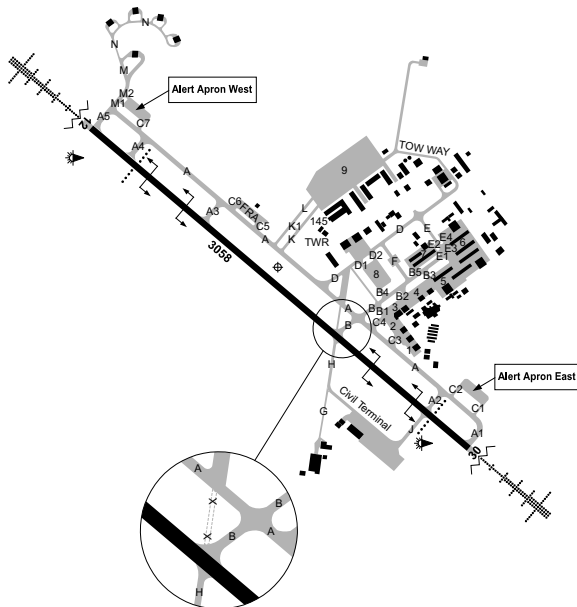 N
N
M
M2
M1
Alert Apron West
A5
C7
A4
TOW WAY
A
9
C6
FRA
L
A3
C5
K1
145
A
K
TWR
3058
D
E
E4
E2
6
E3
E1
D2
D1
F
8
B5
B3
D
B4
B2
4
5
A
B
B1
3
B
C4
2
C3
1
H
A
Alert Apron East
C2
A2
C1
Civil Terminal
G
J
A1
30
A
X
B
X
B
A
H